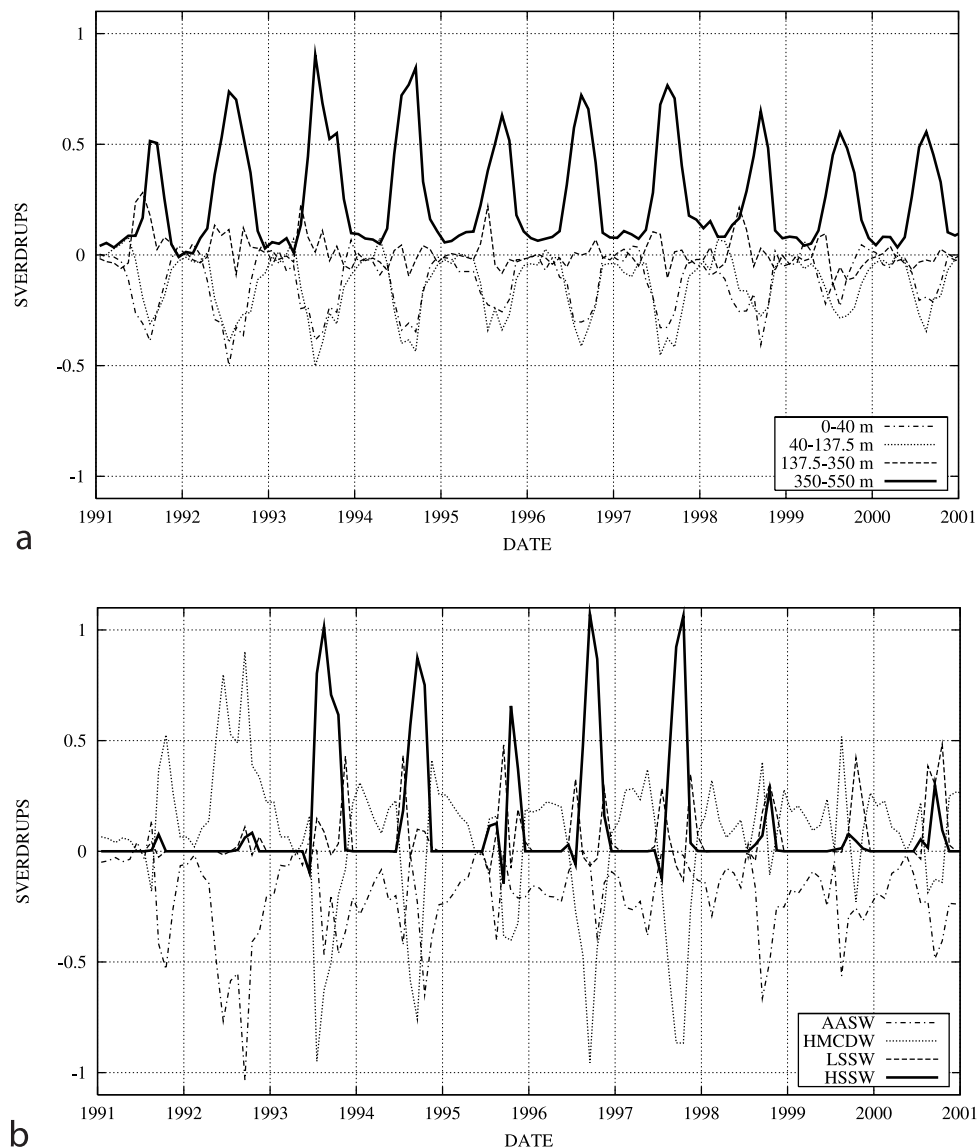 1
0.5
0
-0.5
-1
SVERDRUPS
0-40 m
40-137.5 m
137.5-350 m
350-550 m
1991 1992 1993 1994 1995 1996 1997 1998 1999 2000 2001
DATE
a
1
0.5
0
-0.5
-1
SVERDRUPS
AASW
HMCDW
LSSW
HSSW
1991 1992 1993 1994 1995 1996 1997 1998 1999 2000 2001
DATE
b